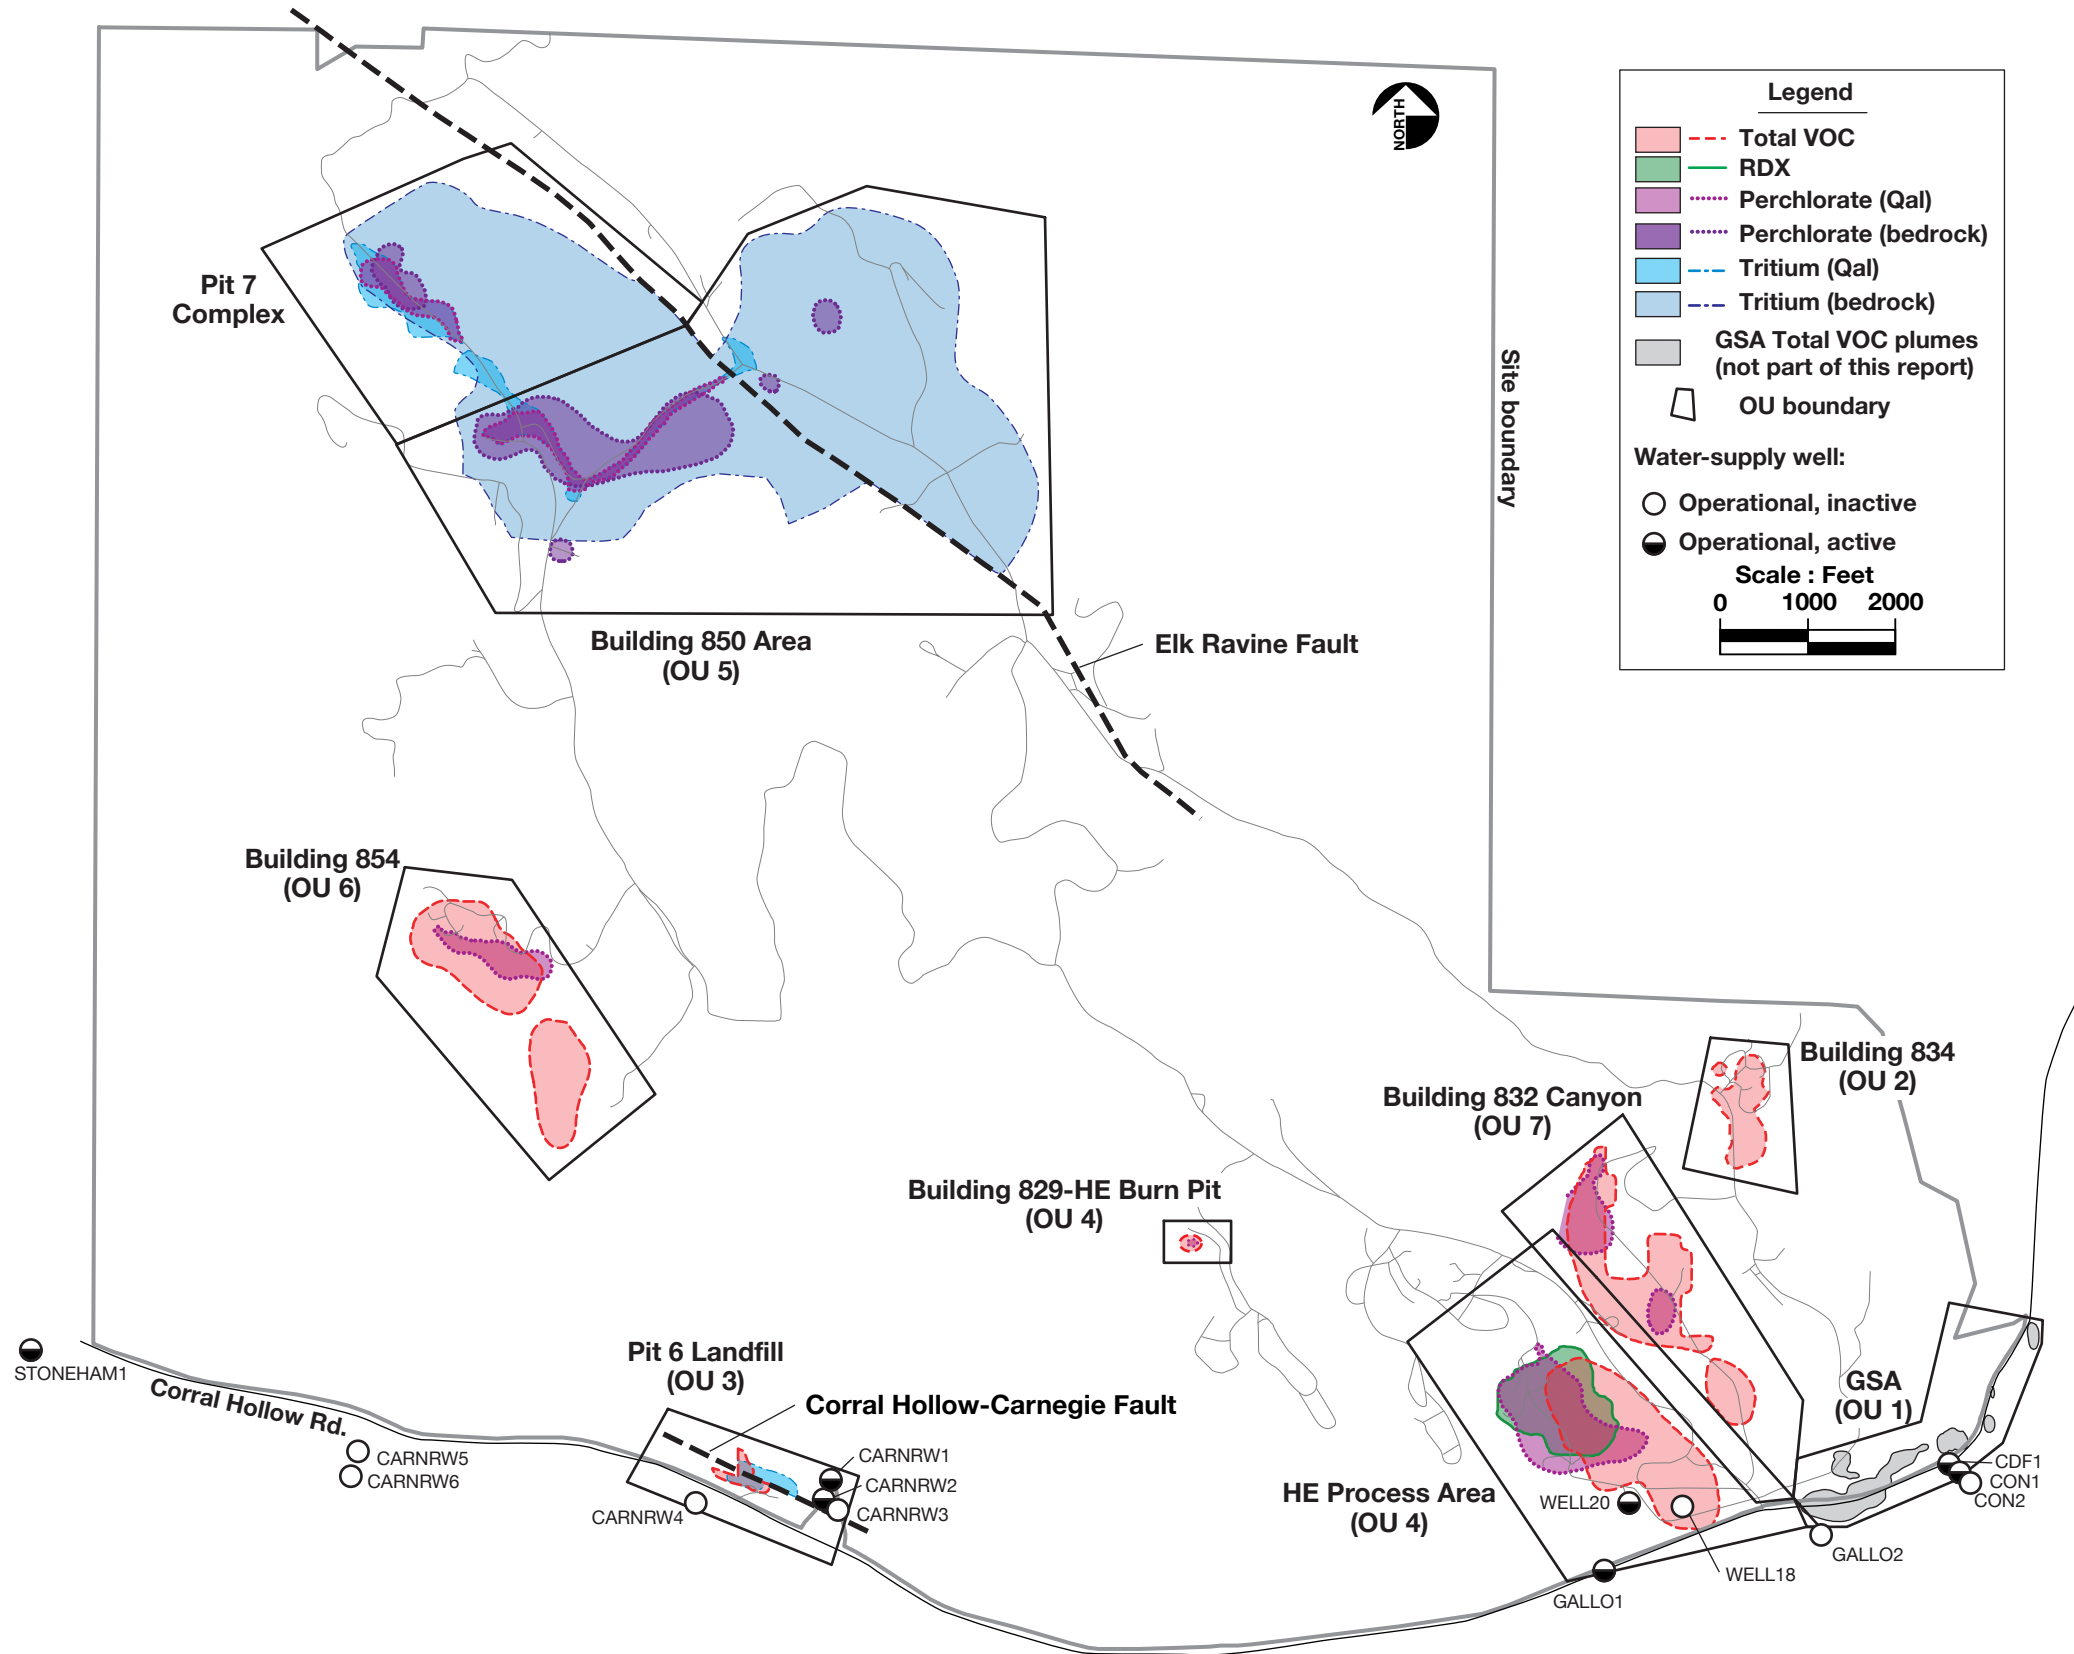 NORTH
Legend
Total VOC
RDX
Perchlorate (Qal)
Perchlorate (bedrock)
Tritium (Qal)
Tritium (bedrock)
GSA Total VOC plumes
(not part of this report)
OU boundary
Water-supply well:
Operational, inactive
Operational, active
Scale : Feet
0 1000 2000
Pit 7
Complex
Site boundary
Building 850 Area
(OU 5)
Elk Ravine Fault
Building 854
(OU 6)
Building 834
(OU 2)
Building 832 Canyon
(OU 7)
Building 829-HE Burn Pit
(OU 4)
Pit 6 Landfill
(OU 3)
STONEHAM1
Corral Hollow Rd.
Corral Hollow-Carnegie Fault
GSA
(OU 1)
CARNRW5
CARNRW6
CARNRW1
CARNRW2
CARNRW3
CARNRW4
CDF1
CON1
CON2
HE Process Area
(OU 4)
WELL20
GALLO2
WELL18
GALLO1